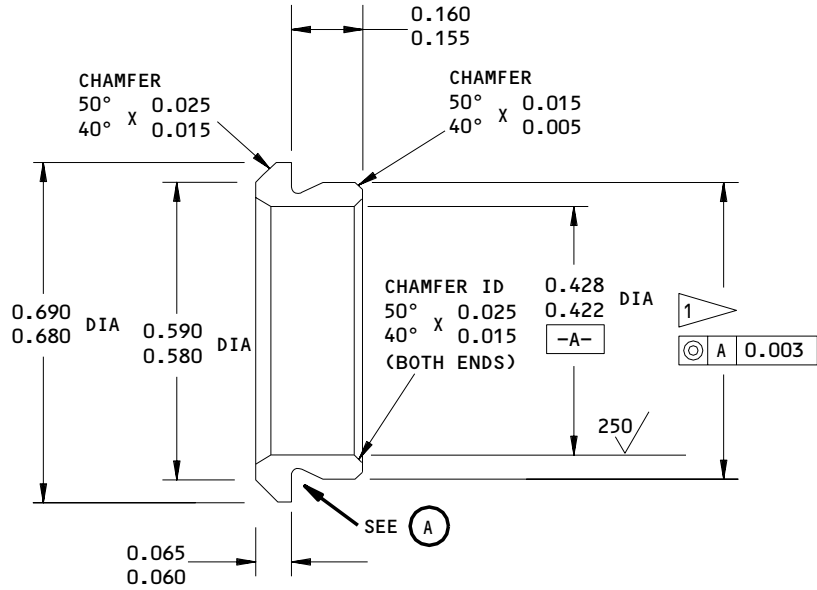 0.160
0.155
CHAMFER
50° X 0.025
40° 0.015
CHAMFER
50° X 0.015
40° 0.005
0.690
0.680 DIA
0.590
0.580 DIA
CHAMFER ID
50° X 0.025
40° 0.015
(BOTH ENDS)
0.428
0.422 DIA
-A-
1
◎ A 0.003
250
SEE A
0.065
0.060